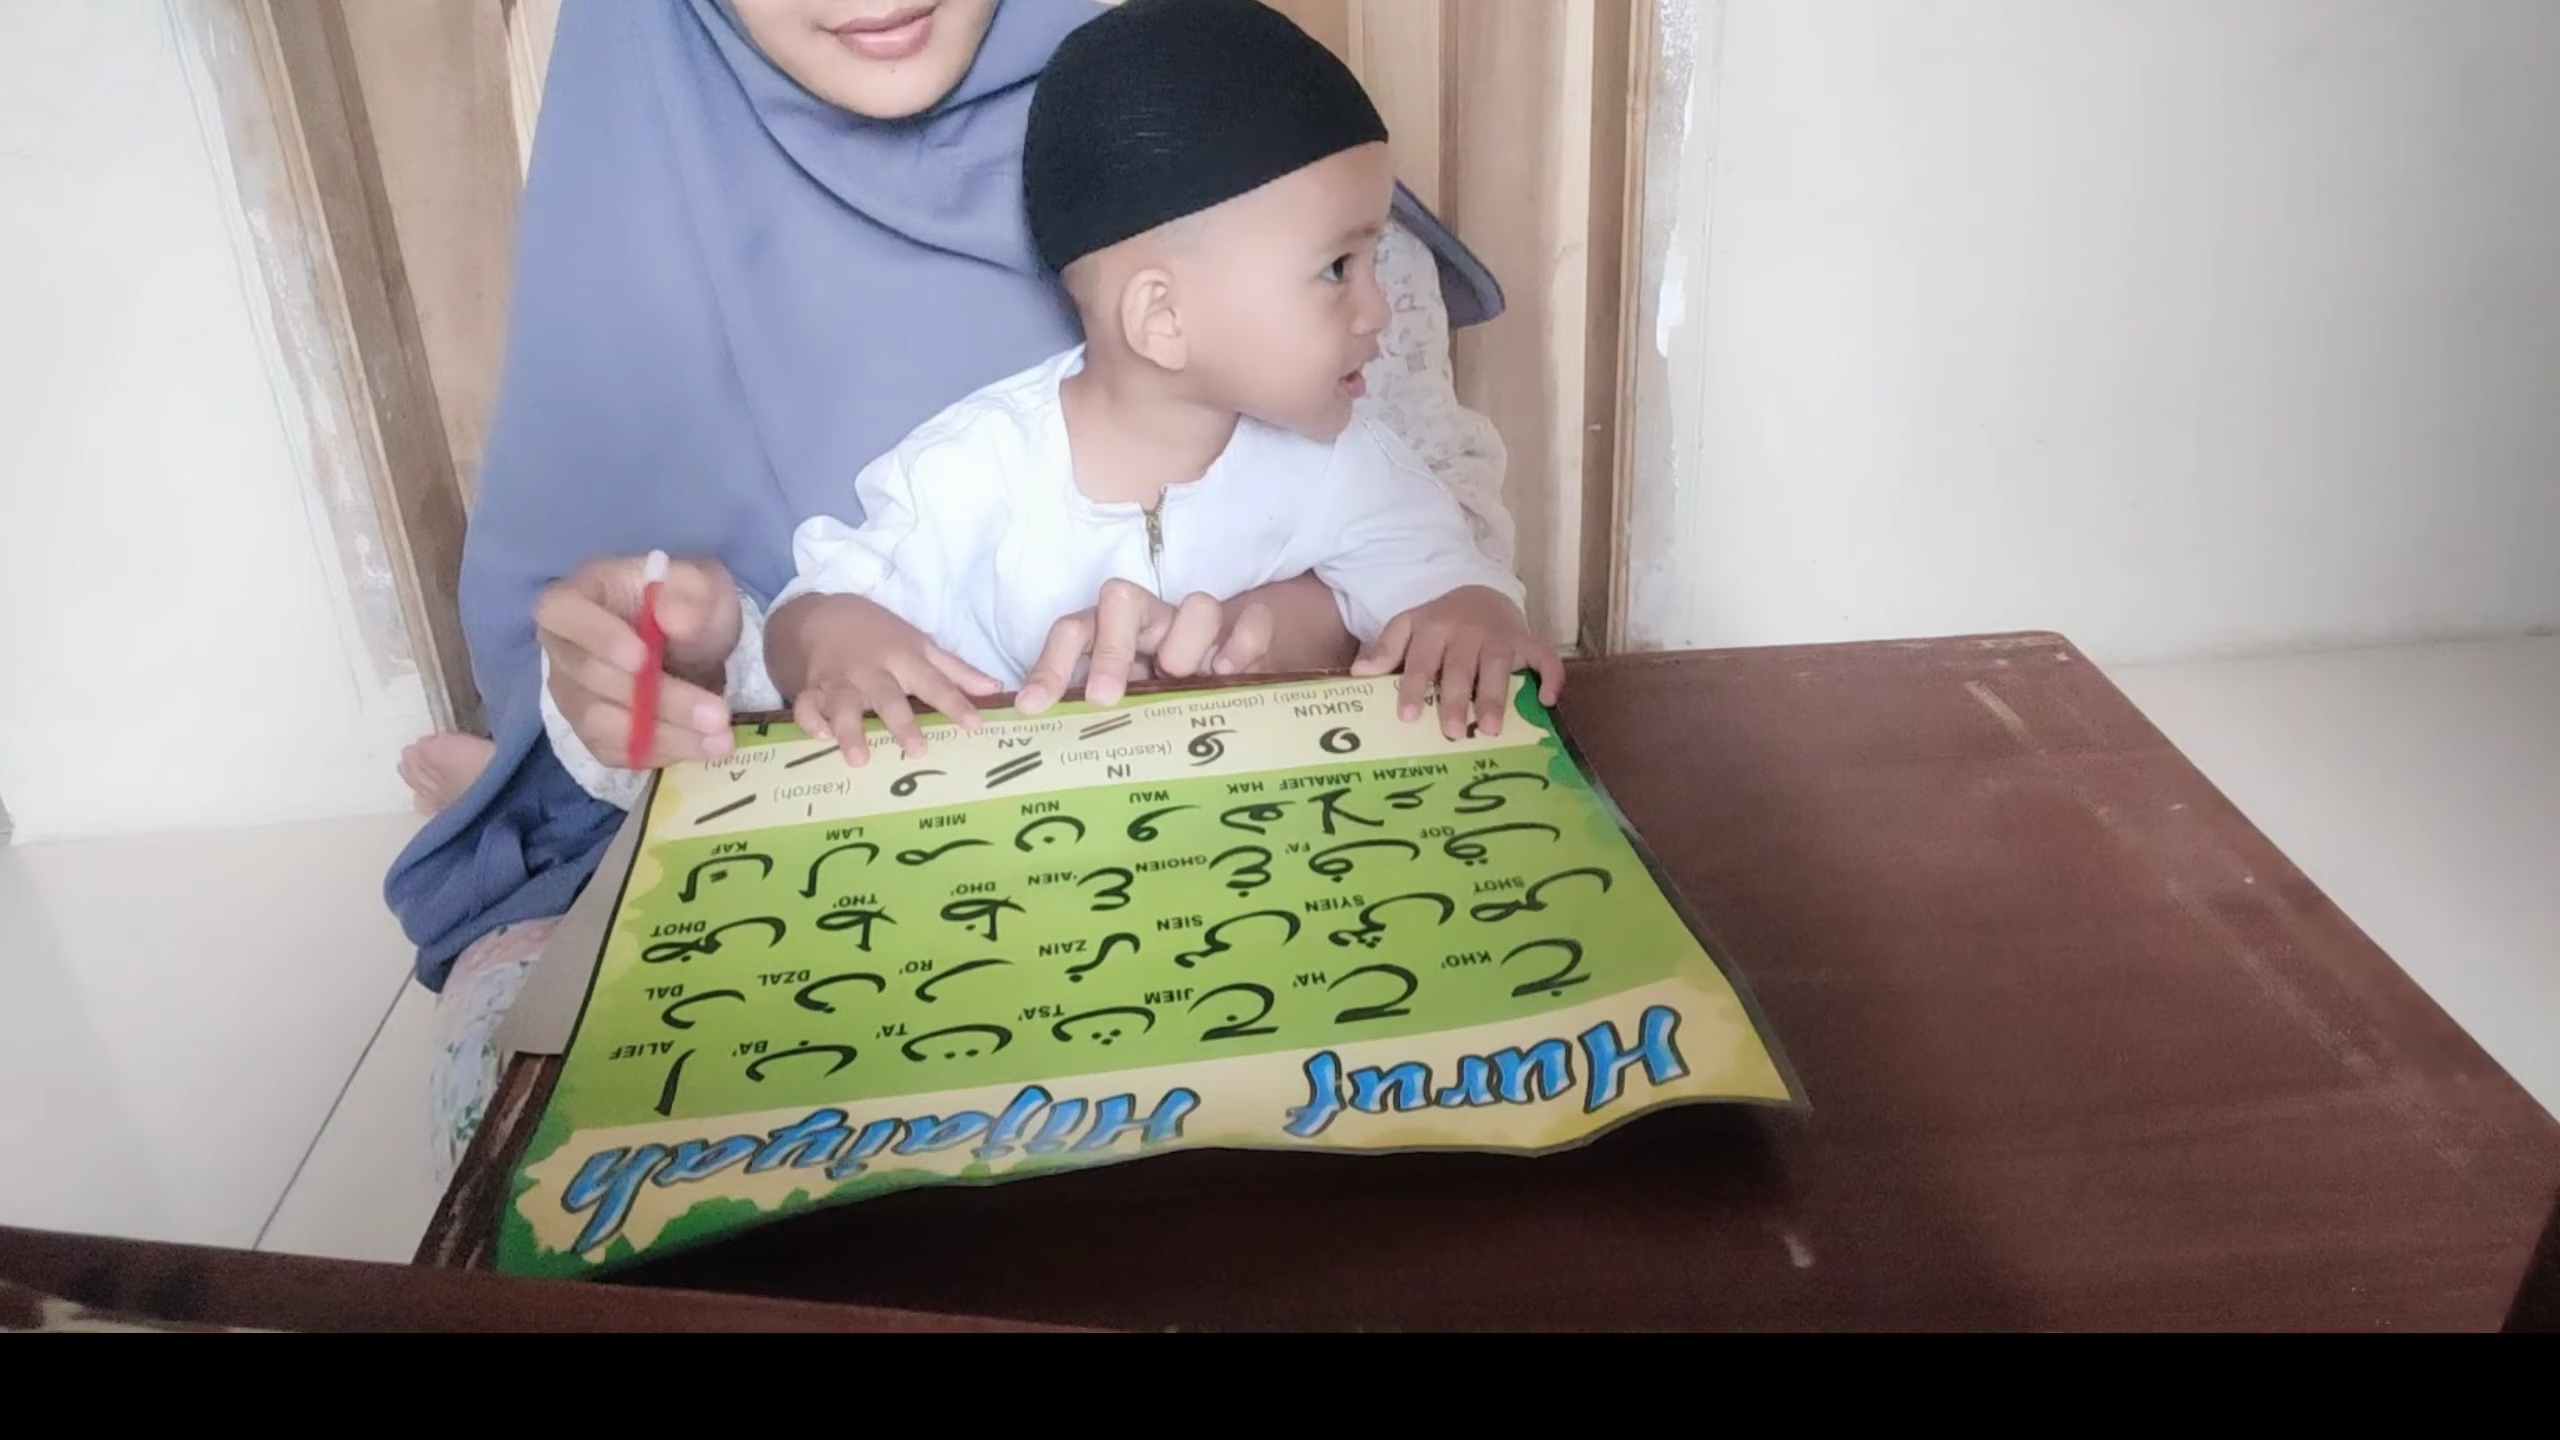 Huruf Hijaiyah
ا ب ت ث ج ح خ
ALIEF BA' TA' TSA' JIEM HA' KHO'
د ذ ر ز س ش ص
DAL DZAL RO' ZAIN SIEN SYIEN SHOT
ض ط ظ ع غ ف ق
DHOT THO' DHO' 'AIEN GHOIEN FA' QOF
ك ل م ن و ه لا ء ي
KAF LAM MIEM NUN WAU HAK LAMALIEF HAMZAH YA'
A I AN IN UN SUKUN
(fathah) (kasroh) (fatha tain) (kasroh tain) (dlomma tain) (huruf mati)